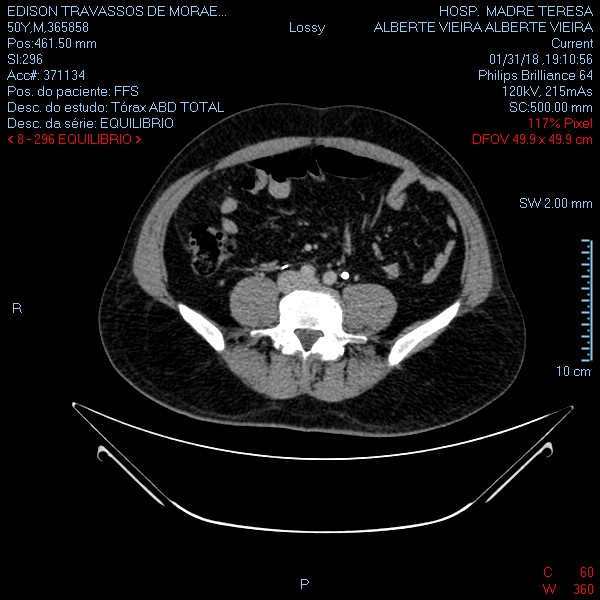 EDISON TRAVASSOS DE MORAE...
50Y,M,365858
Pos:461.50 mm
SI:296
Acc#: 371134
Pos. do paciente: FFS
Desc. do estudo: Tórax ABD TOTAL
Desc. da série: EQUILIBRIO
< 8 - 296 EQUILIBRIO >
Lossy
HOSP. MADRE TERESA
ALBERTE VIEIRA ALBERTE VIEIRA
Current
01/31/18 ,19:10:56
Philips Brilliance 64
120kV, 215mAs
SC:500.00 mm
117% Pixel
DFOV 49.9 x 49.9 cm
SW 2.00 mm
R
10 cm
P
C 60
W 360